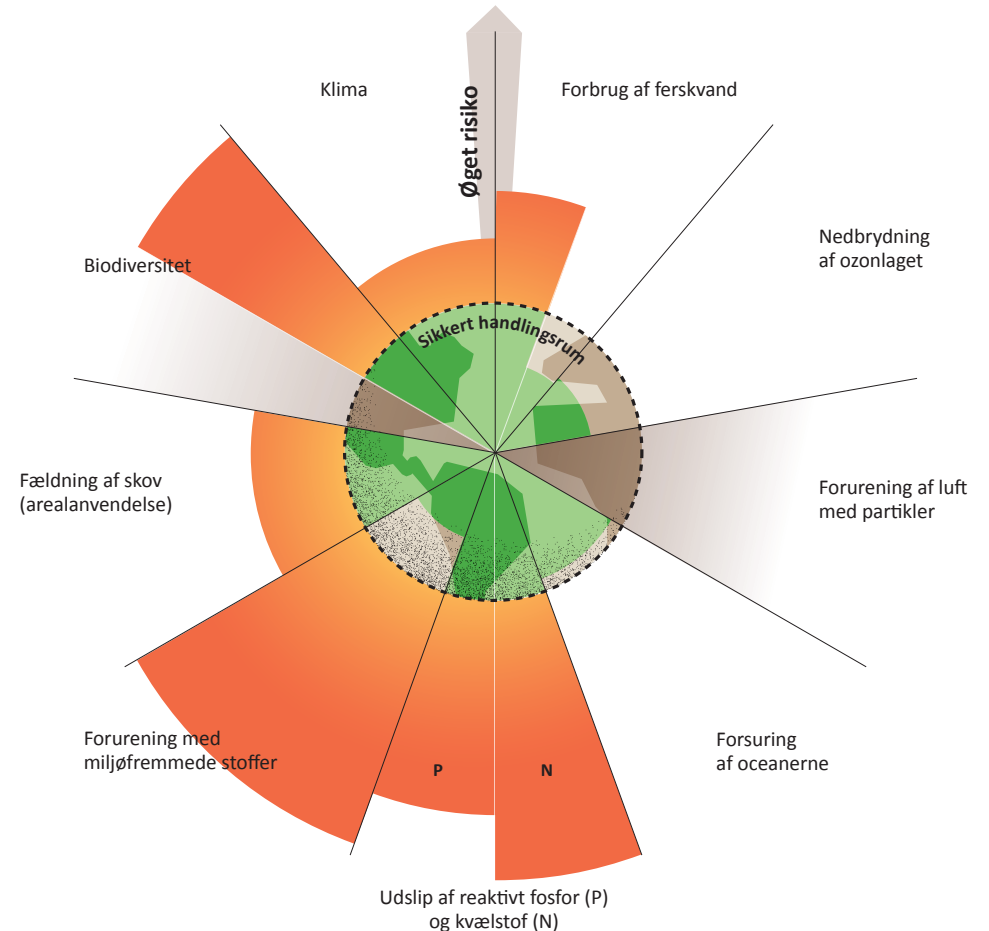 Klima
Øget risiko
Forbrug af ferskvand
Nedbrydning
af ozonlaget
Biodiversitet
Sikkert handlingsrum
Fældning af skov
(arealanvendelse)
Forurening af luft
med partikler
Forurening med
miljøfremmede stoffer
P
N
Forsuring
af oceanerne
Udslip af reaktivt fosfor (P)
og kvælstof (N)